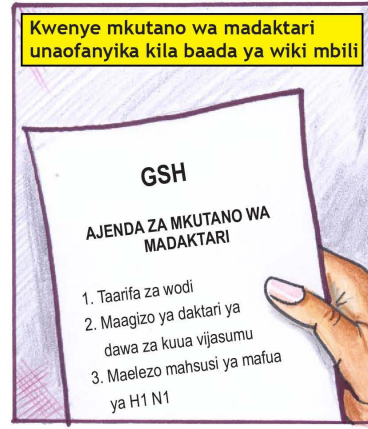 Kwenye mkutano wa madaktari
unaofanyika kila baada ya wiki mbili
GSH
AJENDA ZA MKUTANO WA
MADAKTARI
1. Taarifa za wodi
2. Maagizo ya daktari ya
dawa za kuua vijasumu
3. Maelezo mahsusi ya mafua
ya H1 N1